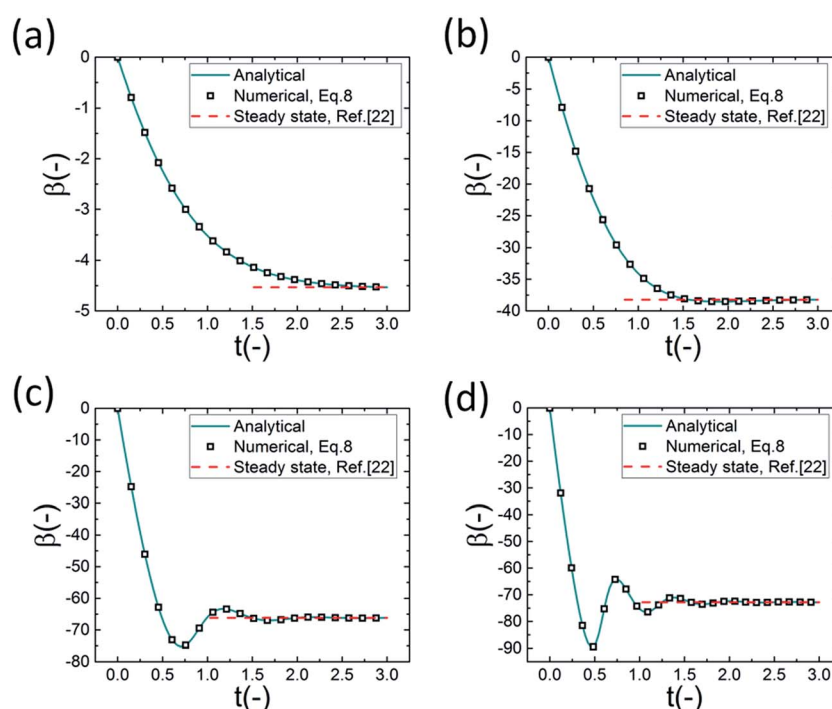 (a)
0
-1
-2
-3
-4
-5
β(-)
0.0 0.5 1.0 1.5 2.0 2.5 3.0
t(-)
Analytical
Numerical, Eq.8
Steady state, Ref.[22]
(b)
0
-5
-10
-15
-20
-25
-30
-35
-40
β(-)
0.0 0.5 1.0 1.5 2.0 2.5 3.0
t(-)
Analytical
Numerical, Eq.8
Steady state, Ref.[22]
(c)
0
-10
-20
-30
-40
-50
-60
-70
-80
β(-)
0.0 0.5 1.0 1.5 2.0 2.5 3.0
t(-)
Analytical
Numerical, Eq.8
Steady state, Ref.[22]
(d)
0
-10
-20
-30
-40
-50
-60
-70
-80
-90
β(-)
0.0 0.5 1.0 1.5 2.0 2.5 3.0
t(-)
Analytical
Numerical, Eq.8
Steady state, Ref.[22]